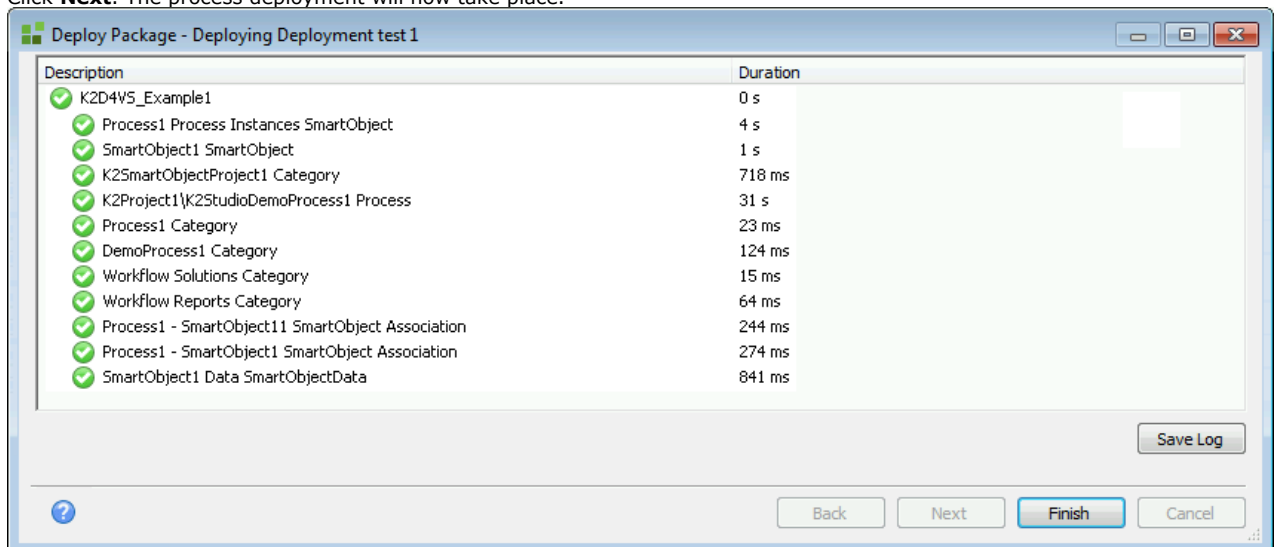 Click Next. The process deployment will now take place.
Deploy Package - Deploying Deployment test 1
Description Duration
K2D4VS_Example1 0 s
Process1 Process Instances SmartObject 4 s
SmartObject1 SmartObject 1 s
K2SmartObjectProject1 Category 718 ms
K2Project1\K2StudioDemoProcess1 Process 31 s
Process1 Category 23 ms
DemoProcess1 Category 124 ms
Workflow Solutions Category 15 ms
Workflow Reports Category 64 ms
Process1 - SmartObject11 SmartObject Association 244 ms
Process1 - SmartObject1 SmartObject Association 274 ms
SmartObject1 Data SmartObjectData 841 ms
Save Log
? Back Next Finish Cancel